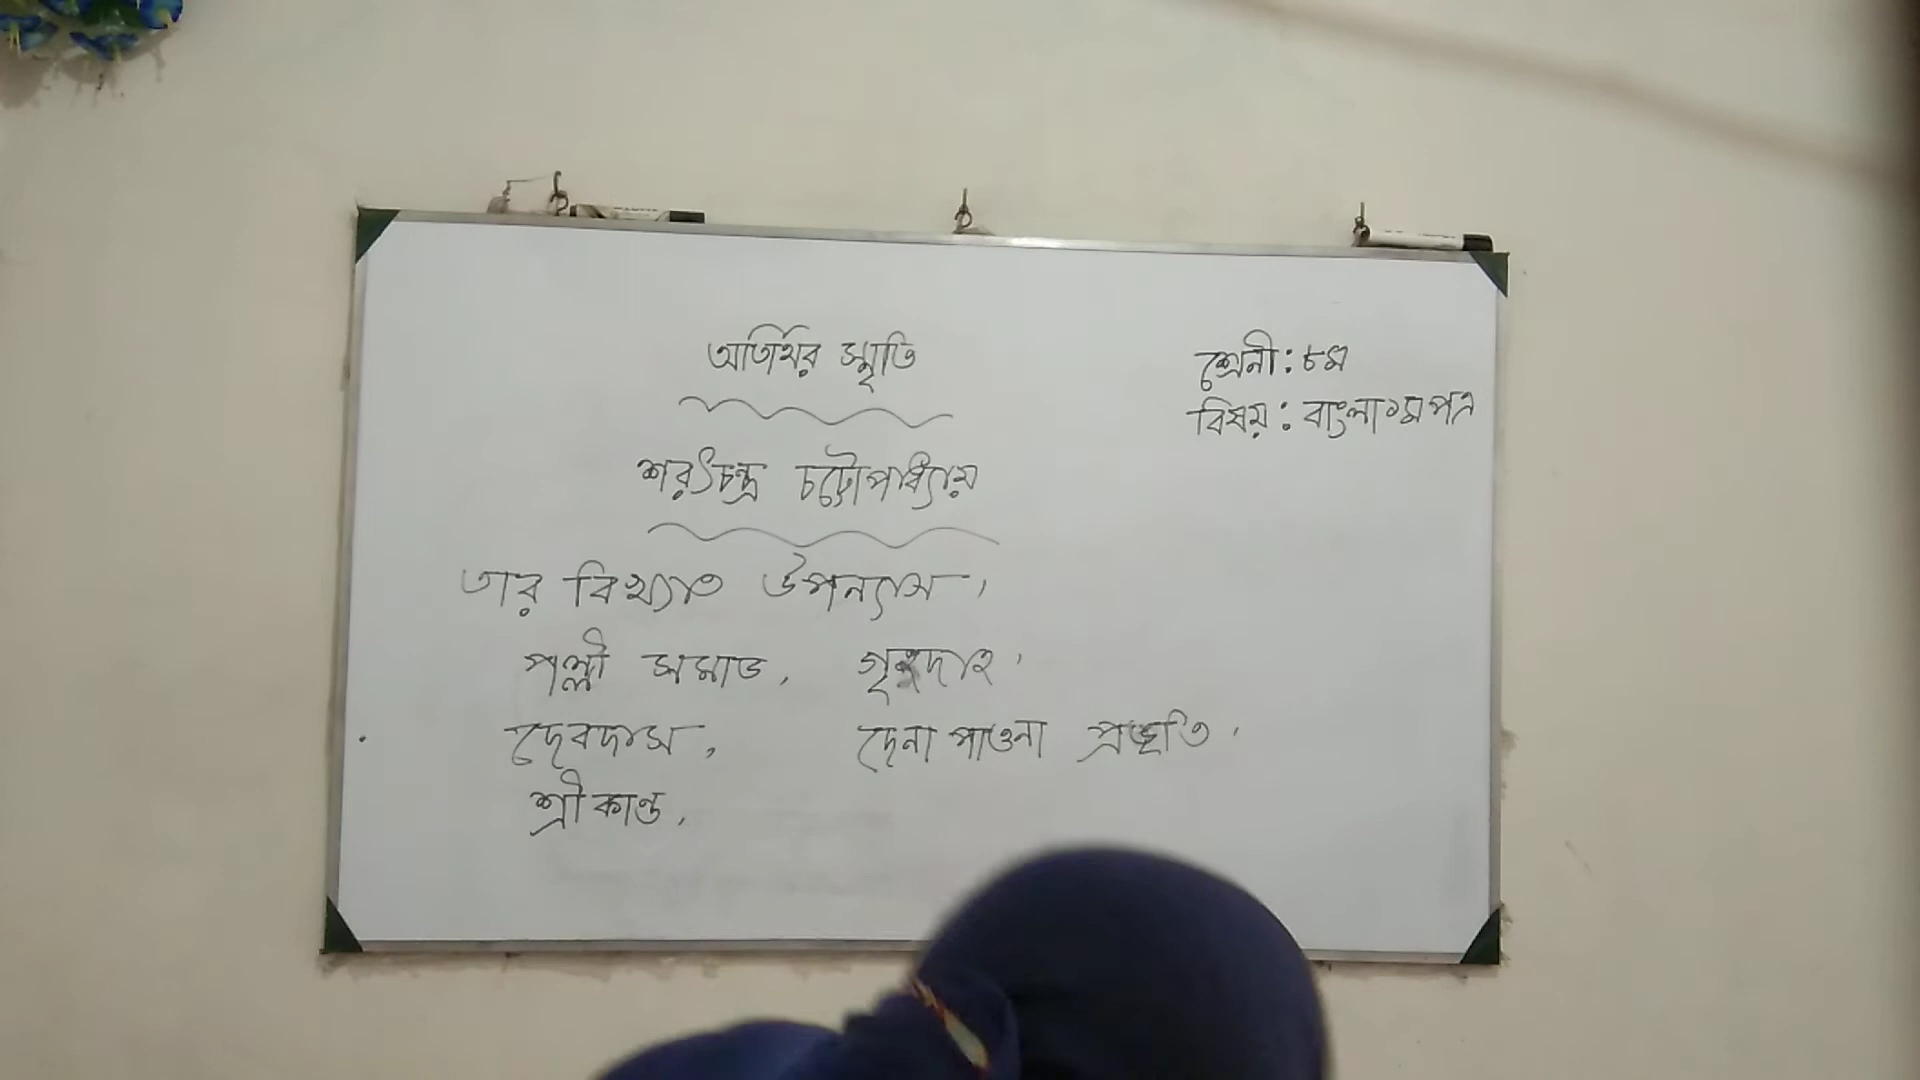 অতিথির স্মৃতি
শ্রেনী: ৮ম
বিষয়: বাংলা ১ম পত্র
শরৎচন্দ্র চট্টোপাধ্যায়
তার বিখ্যাত উপন্যাস,
পল্লী সমাজ, গৃহদাহ,
দেবদাস, দেনা পাওনা প্রভৃতি,
শ্রীকান্ত,